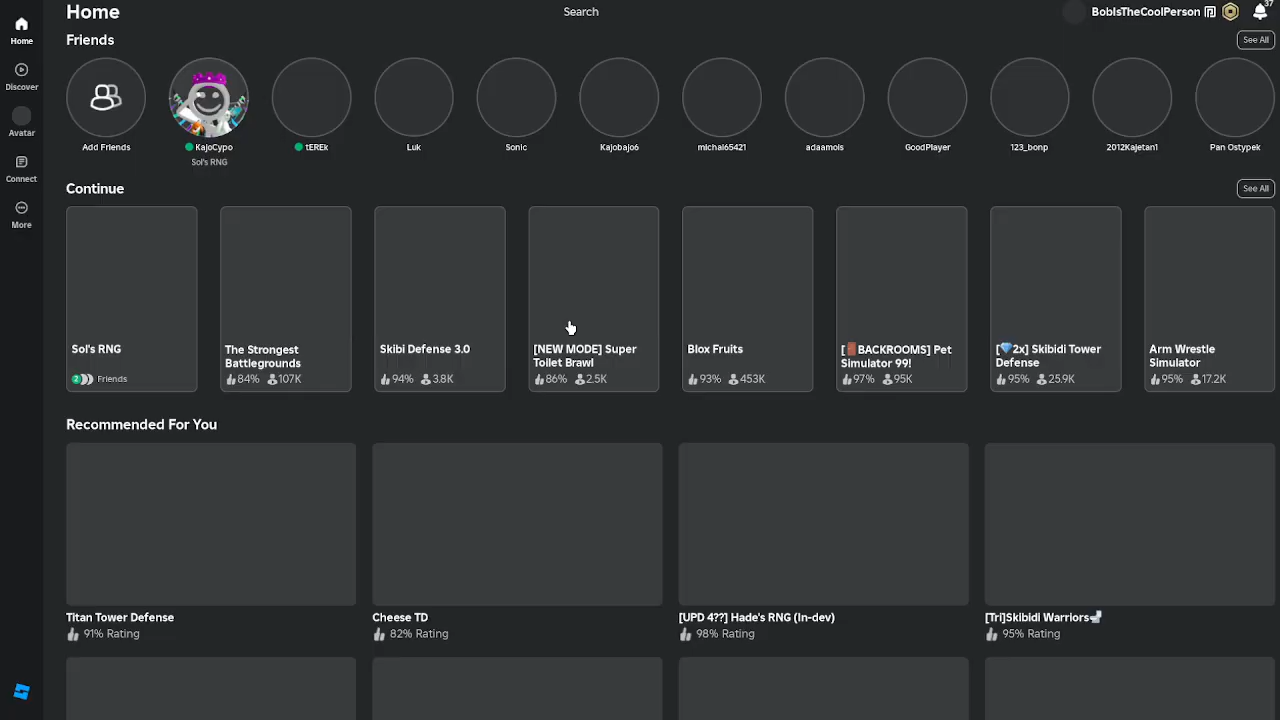 Home
Search
BobIsTheCoolPerson
37
Home
Discover
Avatar
Connect
More
Friends
See All
Add Friends
KajoCypo
Sol's RNG
tEREk
Luk
Sonic
Kajobajo6
michal65421
adaamois
GoodPlayer
123_bonp
2012Kajetan1
Pan Ostypek
Continue
See All
Sol's RNG
2 Friends
The Strongest
Battlegrounds
84% 107K
Skibi Defense 3.0
94% 3.8K
[NEW MODE] Super
Toilet Brawl
86% 2.5K
Blox Fruits
93% 453K
[🚪BACKROOMS] Pet
Simulator 99!
97% 95K
[💎2x] Skibidi Tower
Defense
95% 25.9K
Arm Wrestle
Simulator
95% 17.2K
Recommended For You
Titan Tower Defense
91% Rating
Cheese TD
82% Rating
[UPD 4??] Hade's RNG (In-dev)
98% Rating
[Tri]Skibidi Warriors🚽
95% Rating